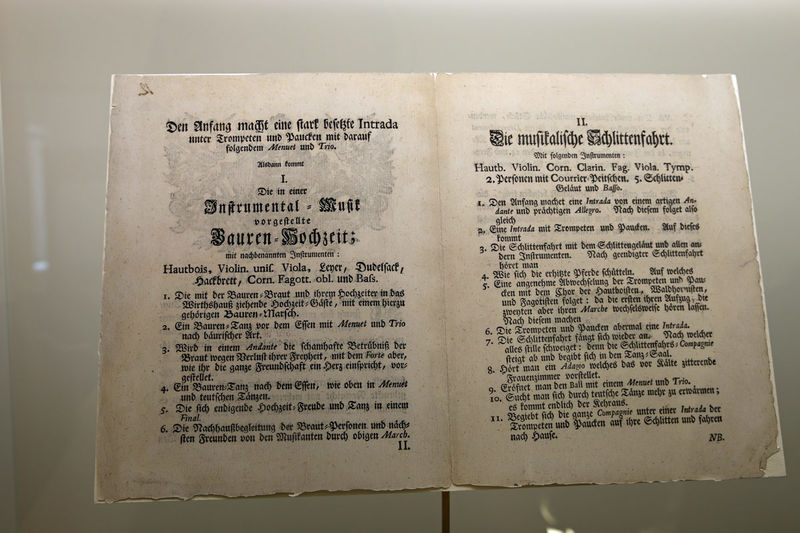 Den Anfang macht eine stark besetzte Intrada
unter Trompeten und Paucken mit darauf
folgendem Menuet und Trio.
Alsdann kommt
I.
Die in einer
Instrumental-Musik
vorgestellte
Bauren-Hochzeit;
mit nachbenannten Instrumenten:
Hautbois, Violin. unis. Viola, Leyer, Dudelsack,
Hackbrett, Corn. Fagott. obl. und Bass.
1. Die mit der Bauren-Braut und ihrem Hochzeiter in das
Wirthshauß ziehende Hochzeit-Gäste, mit einem hierzu
gehörigen Bauren-Marsch.
2. Ein Bauren-Tanz vor dem Essen mit Menuet und Trio
nach bäurischer Art.
3. Wird in einem Andante die schamhafte Betrübniß der
Braut wegen Verlust ihrer Freyheit, mit dem Forte aber,
wie ihr die ganze Freundschaft ein Herz einspricht, vor-
gestellet.
4. Ein Bauren-Tanz nach dem Essen, wie oben in Menuet
und teutschen Tänzen.
5. Die sich endigende Hochzeit-Freude und Tanz in einem
Final.
6. Die Nachhaußbegleitung der Braut-Personen und näch-
sten Freunden von den Musikanten durch obigen March.
II.
II.
Die musikalische Schlittenfahrt.
Mit folgenden Instrumenten:
Hautb. Violin. Corn. Clarin. Fag. Viola. Tymp.
2. Personen mit Courrier-Peitschen. 5. Schlitten-
Geläut und Basso.
1. Den Anfang machet eine Intrada von einem artigen An-
dante und prächtigen Allegro. Nach diesem folget also
gleich
2. Eine Intrada mit Trompeten und Paucken. Auf dieses
kommt
3. Die Schlittenfahrt mit dem Schlittengeläut und allen an-
dern Instrumenten. Nach geendigter Schlittenfahrt
höret man
4. Wie sich die erhitzte Pferde schütteln. Auf welches
5. Eine angenehme Abwechselung der Trompeten und Pau-
cken mit dem Chor der Hautboisten, Waldhornisten,
und Fagotisten folget: da die ersten ihren Aufzug, die
zweyten aber ihren Marche wechselsweise hören lassen.
Nach diesem machen
6. Die Trompeten und Paucken abermal eine Intrada.
7. Die Schlittenfahrt fängt sich wieder an. Nach welcher
alles stille schweiget: denn die Schlittenfahrts-Compagnie
steiget ab und begibt sich in den Tanz-Saal.
8. Hört man ein Adagio welches das vor Kälte zitterende
Frauenzimmer vorstellet.
9. Eröfnet man den Ball mit einem Menuet und Trio.
10. Sucht man sich durch teutsche Tänze mehr zu erwärmen;
es kommt endlich der Kehraus.
11. Begiebt sich die ganze Compagnie unter einer Intrada der
Trompeten und Paucken auf ihre Schlitten und fahren
nach Hause.
NB.